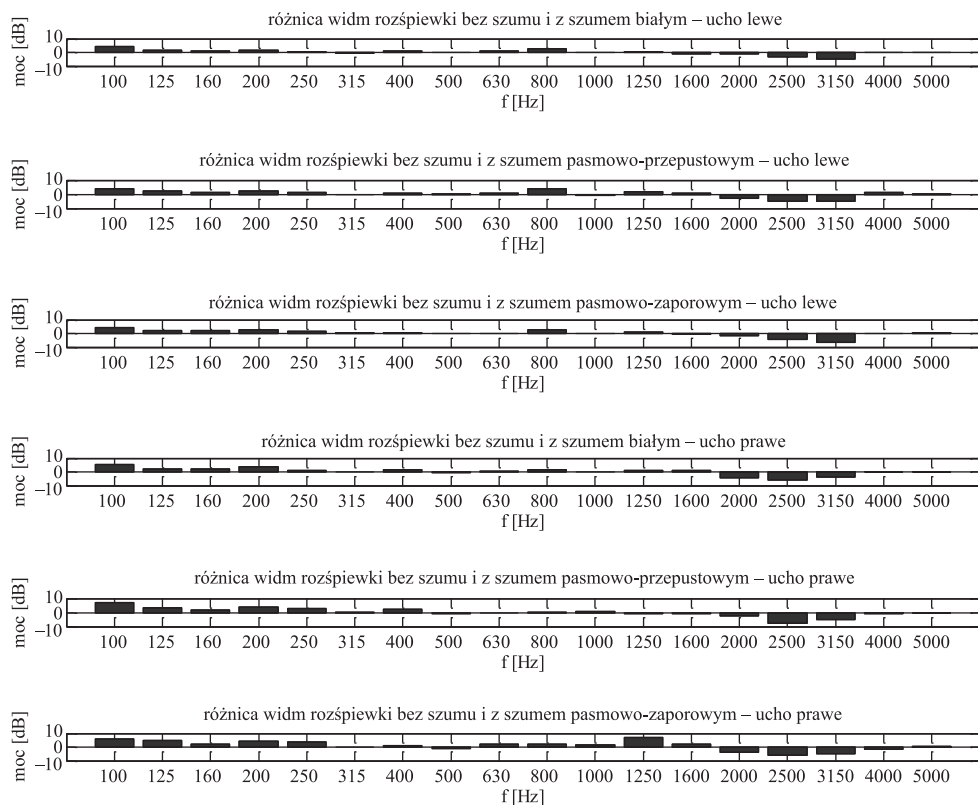 różnica widm rozśpiewki bez szumu i z szumem białym – ucho lewe
moc [dB]
10
0
–10
100 125 160 200 250 315 400 500 630 800 1000 1250 1600 2000 2500 3150 4000 5000
f [Hz]
różnica widm rozśpiewki bez szumu i z szumem pasmowo-przepustowym – ucho lewe
moc [dB]
10
0
–10
100 125 160 200 250 315 400 500 630 800 1000 1250 1600 2000 2500 3150 4000 5000
f [Hz]
różnica widm rozśpiewki bez szumu i z szumem pasmowo-zaporowym – ucho lewe
moc [dB]
10
0
–10
100 125 160 200 250 315 400 500 630 800 1000 1250 1600 2000 2500 3150 4000 5000
f [Hz]
różnica widm rozśpiewki bez szumu i z szumem białym – ucho prawe
moc [dB]
10
0
–10
100 125 160 200 250 315 400 500 630 800 1000 1250 1600 2000 2500 3150 4000 5000
f [Hz]
różnica widm rozśpiewki bez szumu i z szumem pasmowo-przepustowym – ucho prawe
moc [dB]
10
0
–10
100 125 160 200 250 315 400 500 630 800 1000 1250 1600 2000 2500 3150 4000 5000
f [Hz]
różnica widm rozśpiewki bez szumu i z szumem pasmowo-zaporowym – ucho prawe
moc [dB]
10
0
–10
100 125 160 200 250 315 400 500 630 800 1000 1250 1600 2000 2500 3150 4000 5000
f [Hz]